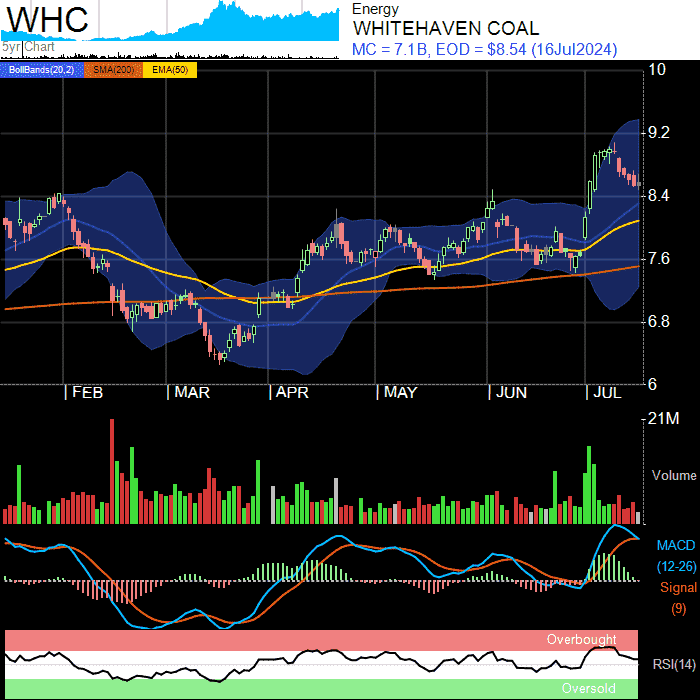 WHC
5yr Chart
Energy
WHITEHAVEN COAL
MC = 7.1B, EOD = $8.54 (16Jul2024)
BollBands(20,2) SMA(200) EMA(50)
10
9.2
8.4
7.6
6.8
6
FEB MAR APR MAY JUN JUL
21M
Volume
MACD
(12-26)
Signal
(9)
Overbought
RSI(14)
Oversold